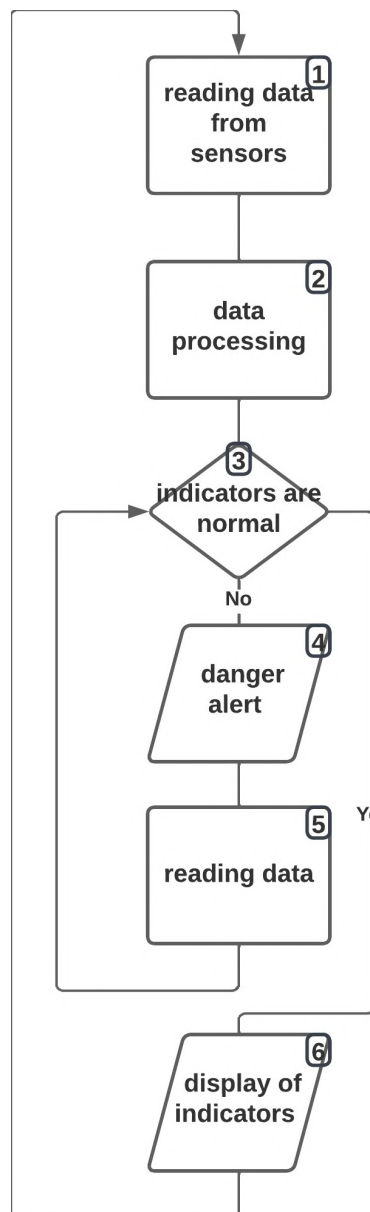 1
reading data
from
sensors
2
data
processing
3
indicators are
normal
No
4
danger
alert
5
reading data
6
display of
indicators